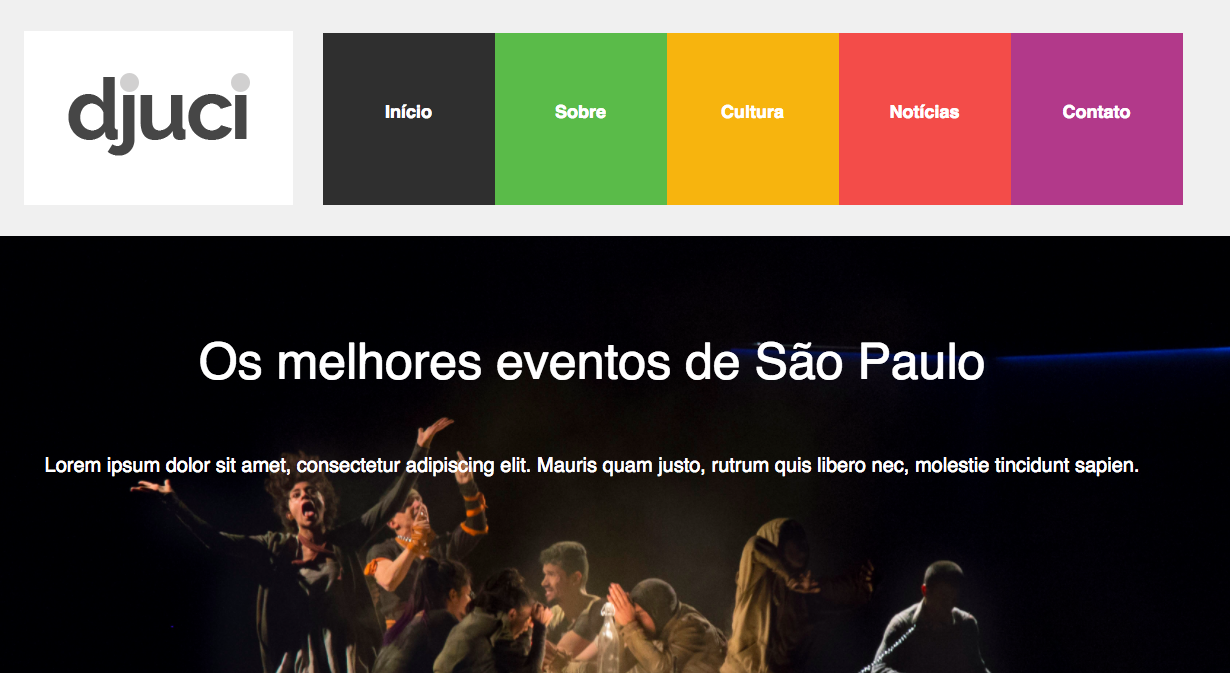 djuci
Início
Sobre
Cultura
Notícias
Contato
Os melhores eventos de São Paulo
Lorem ipsum dolor sit amet, consectetur adipiscing elit. Mauris quam justo, rutrum quis libero nec, molestie tincidunt sapien.